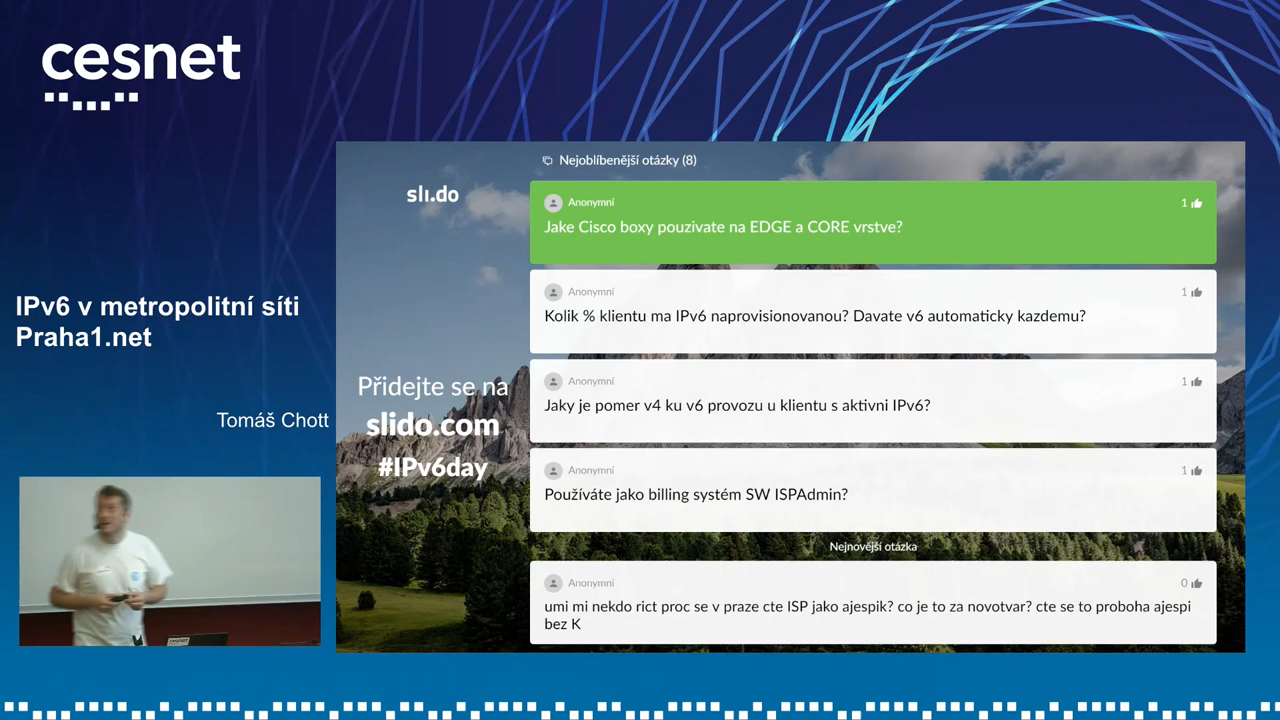 cesnet
IPv6 v metropolitní síti
Praha1.net
Tomáš Chott
sli.do
Přidejte se na
slido.com
#IPv6day
Nejoblíbenější otázky (8)
Anonymní
1
Jake Cisco boxy pouzivate na EDGE a CORE vrstve?
Anonymní
1
Kolik % klientu ma IPv6 naprovisionovanou? Davate v6 automaticky kazdemu?
Anonymní
1
Jaky je pomer v4 ku v6 provozu u klientu s aktivni IPv6?
Anonymní
1
Používáte jako billing systém SW ISPAdmin?
Nejnovější otázka
Anonymní
0
umi mi nekdo rict proc se v praze cte ISP jako ajespik? co je to za novotvar? cte se to proboha ajespi
bez K